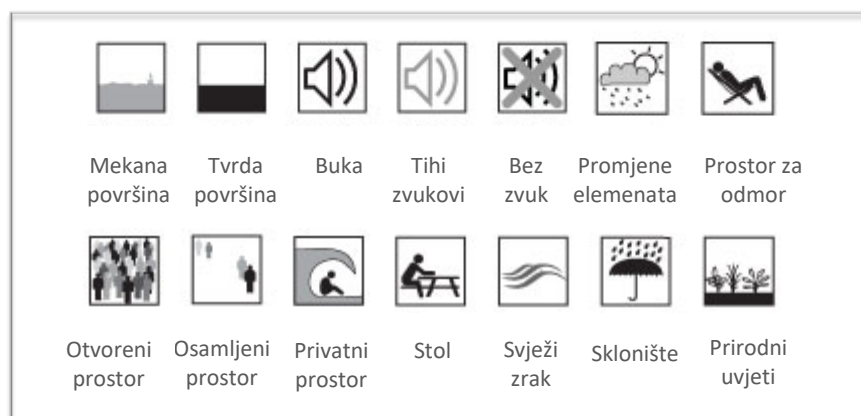 Mekana površina
Tvrda površina
Buka
Tihi zvukovi
Bez zvuk
Promjene elemenata
Prostor za odmor
Otvoreni prostor
Osamljeni prostor
Privatni prostor
Stol
Svježi zrak
Sklonište
Prirodni uvjeti